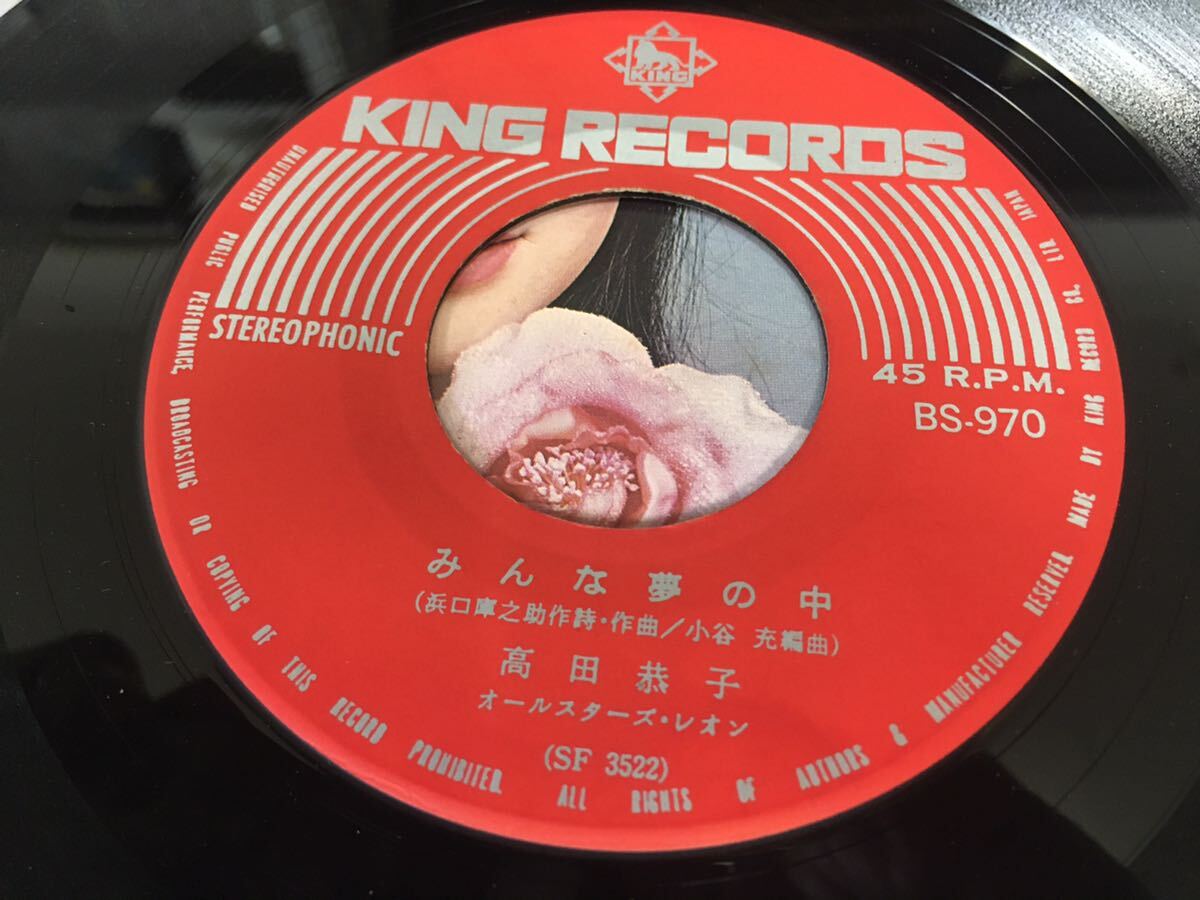 KING
KING RECORDS
STEREOPHONIC
45 R.P.M.
BS-970
みんな夢の中
(浜口庫之助作詩・作曲/小谷 充編曲)
高田恭子
オールスターズ・レオン
(SF 3522)
UNAUTHORISED PUBLIC PERFORMANCE, BROADCASTING OR COPYING OF THIS RECORD PROHIBITED. ALL RIGHTS OF AUTHORS & MANUFACTURER RESERVED. MADE BY KING RECORD CO., LTD. JAPAN